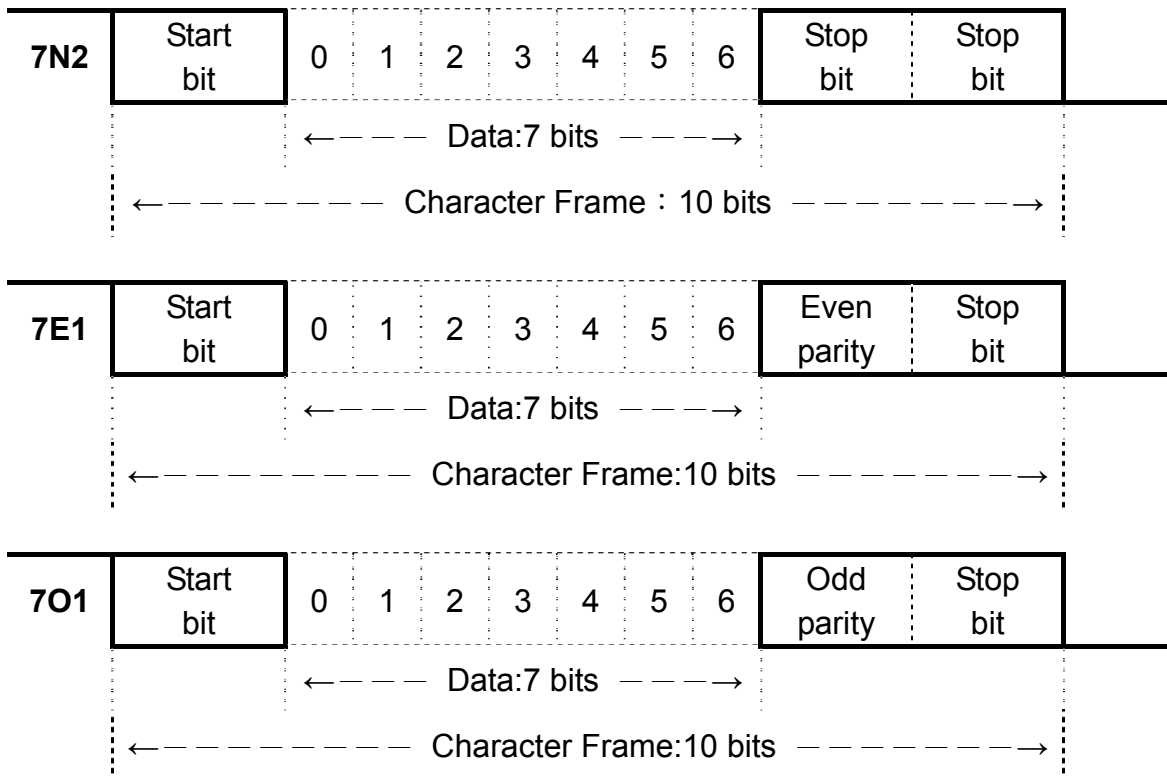 7N2 Start bit 0 1 2 3 4 5 6 Stop bit Stop bit
←--- Data:7 bits ---→
←------- Character Frame：10 bits -------→
7E1 Start bit 0 1 2 3 4 5 6 Even parity Stop bit
←--- Data:7 bits ---→
←-------- Character Frame:10 bits -------→
7O1 Start bit 0 1 2 3 4 5 6 Odd parity Stop bit
←--- Data:7 bits ---→
←-------- Character Frame:10 bits -------→